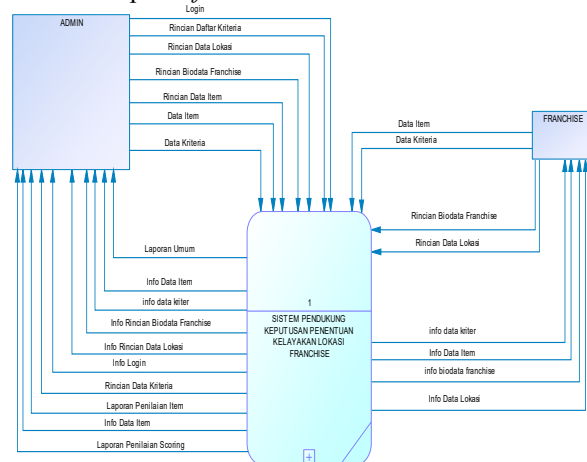 Login
ADMIN
Rincian Daftar Kriteria
Rincian Data Lokasi
Rincian Biodata Franchise
Rincian Data Item
Data Item
Data Kriteria
Data Item
FRANCHISE
Data Kriteria
Rincian Biodata Franchise
Rincian Data Lokasi
Laporan Umum
Info Data Item
info data kriter
Info Rincian Biodata Franchise
Info Rincian Data Lokasi
Info Login
Rincian Data Kriteria
Laporan Penilaian Item
Info Data Item
Laporan Penilaian Scoring
1
SISTEM PENDUKUNG
KEPUTUSAN PENENTUAN
KELAYAKAN LOKASI
FRANCHISE
info data kriter
Info Data Item
info biodata franchise
Info Data Lokasi